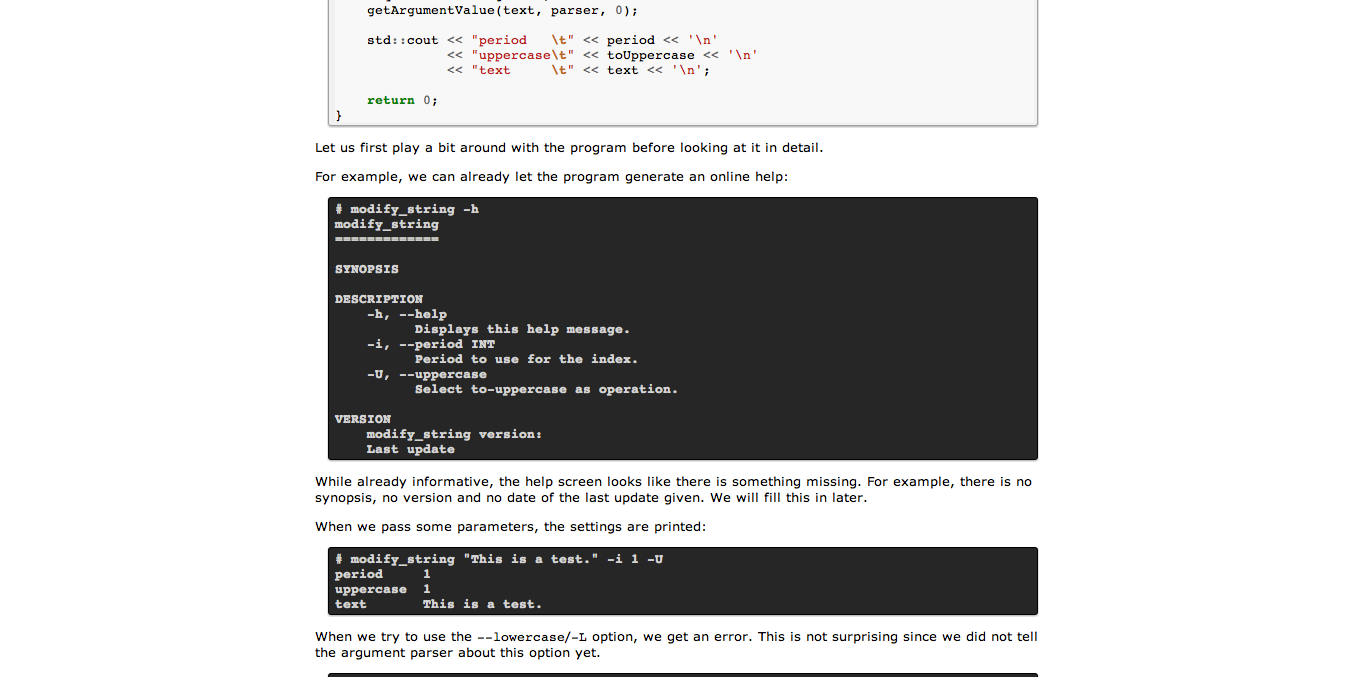 getArgumentValue(text, parser, 0);
std::cout << "period   \t" << period << '\n'
<< "uppercase\t" << toUppercase << '\n'
<< "text     \t" << text << '\n';
return 0;
}
Let us first play a bit around with the program before looking at it in detail.
For example, we can already let the program generate an online help:
# modify_string -h
modify_string
=============
SYNOPSIS
DESCRIPTION
-h, --help
Displays this help message.
-i, --period INT
Period to use for the index.
-U, --uppercase
Select to-uppercase as operation.
VERSION
modify_string version:
Last update
While already informative, the help screen looks like there is something missing. For example, there is no
synopsis, no version and no date of the last update given. We will fill this in later.
When we pass some parameters, the settings are printed:
# modify_string "This is a test." -i 1 -U
period     1
uppercase  1
text       This is a test.
When we try to use the --lowercase/-L option, we get an error. This is not surprising since we did not tell
the argument parser about this option yet.